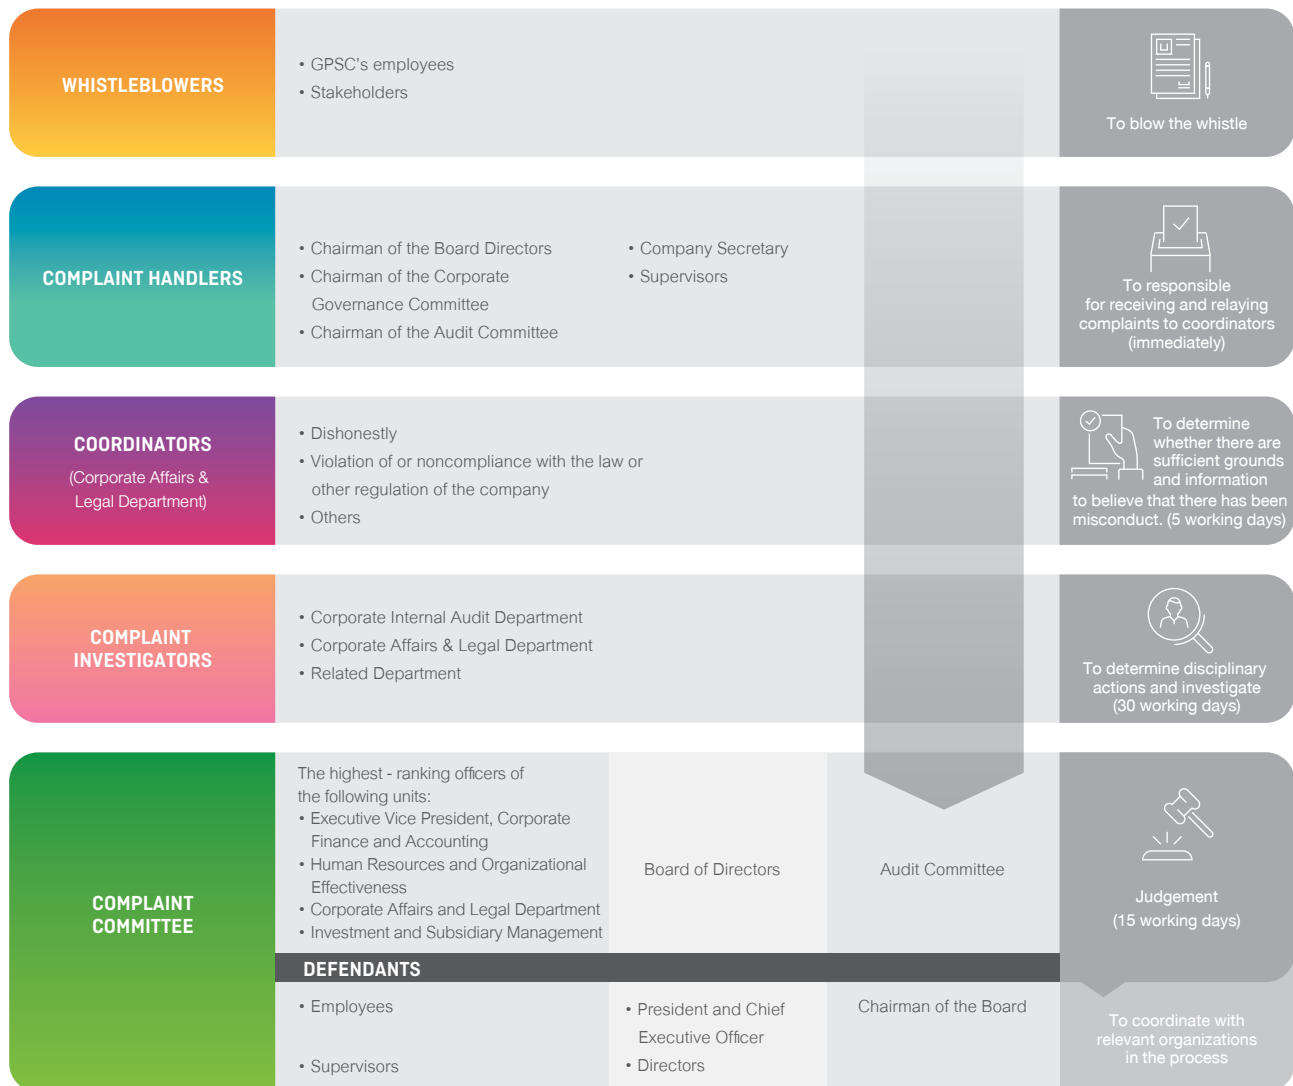 WHISTLEBLOWERS
• GPSC's employees
• Stakeholders
To blow the whistle
COMPLAINT HANDLERS
• Chairman of the Board Directors
• Chairman of the Corporate
Governance Committee
• Chairman of the Audit Committee
• Company Secretary
• Supervisors
To responsible
for receiving and relaying
complaints to coordinators
(immediately)
COORDINATORS
(Corporate Affairs &
Legal Department)
• Dishonestly
• Violation of or noncompliance with the law or
other regulation of the company
• Others
To determine
whether there are
sufficient grounds
and information
to believe that there has been
misconduct. (5 working days)
COMPLAINT
INVESTIGATORS
• Corporate Internal Audit Department
• Corporate Affairs & Legal Department
• Related Department
To determine disciplinary
actions and investigate
(30 working days)
COMPLAINT
COMMITTEE
The highest - ranking officers of
the following units:
• Executive Vice President, Corporate
Finance and Accounting
• Human Resources and Organizational
Effectiveness
• Corporate Affairs and Legal Department
• Investment and Subsidiary Management
Board of Directors
Audit Committee
Judgement
(15 working days)
DEFENDANTS
• Employees
• Supervisors
• President and Chief
Executive Officer
• Directors
Chairman of the Board
To coordinate with
relevant organizations
in the process